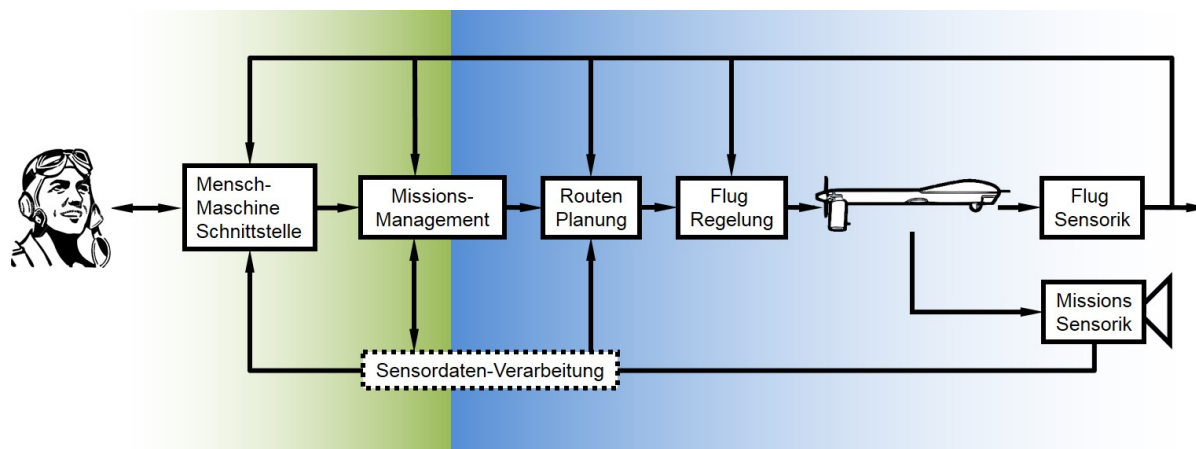 Mensch-
Maschine
Schnittstelle
Missions-
Management
Routen
Planung
Flug
Regelung
Flug
Sensorik
Missions
Sensorik
Sensordaten-Verarbeitung